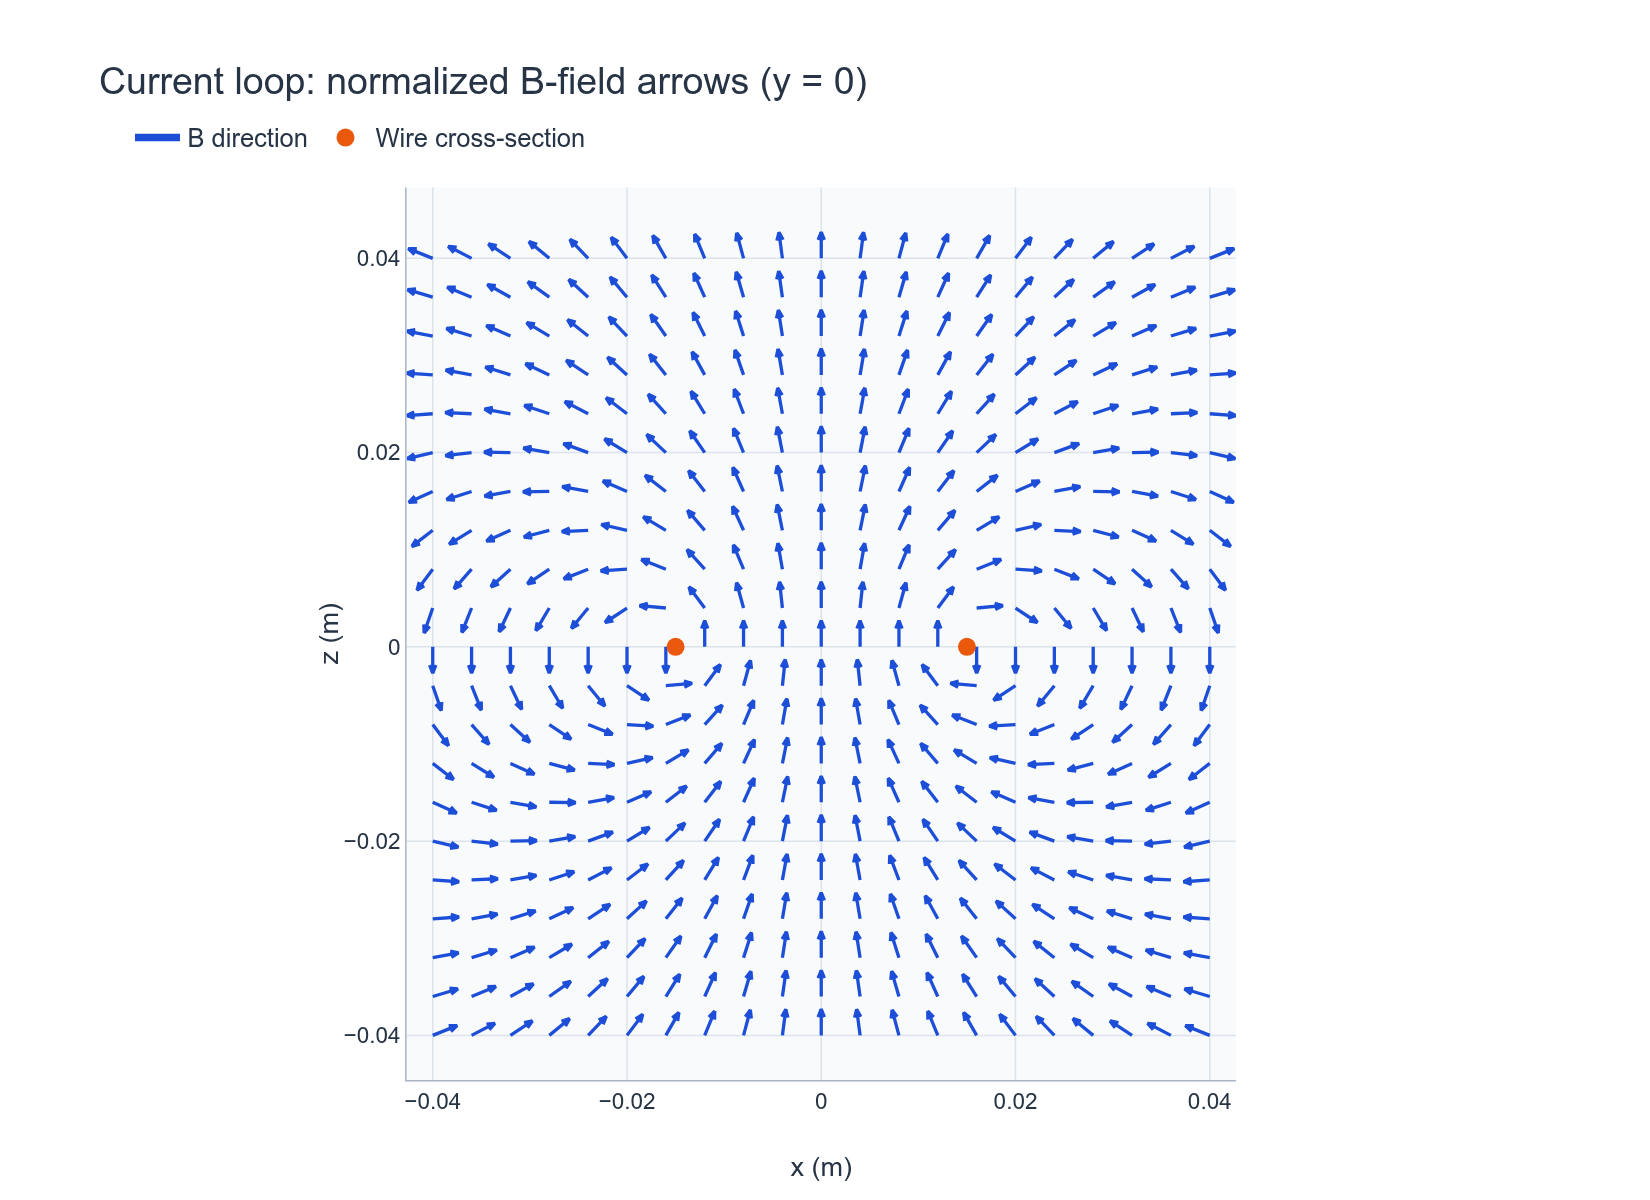 Current loop: normalized B-field arrows (y = 0)
B direction
Wire cross-section
0.04
0.02
0
−0.02
−0.04
z (m)
−0.04
−0.02
0
0.02
0.04
x (m)